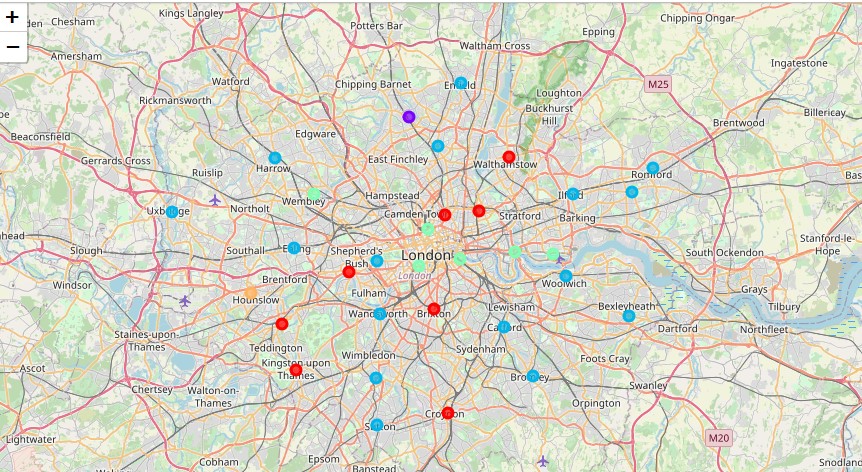 +
Chesham
Kings Langley
Potters Bar
Epping
Chipping Ongar
−
Amersham
Waltham Cross
Ingatestone
Watford
Chipping Barnet
Enfield
Loughton
M25
Rickmansworth
Buckhurst
Hill
Billericay
Beaconsfield
Edgware
Brentwood
Gerrards Cross
Ruislip
Harrow
East Finchley
Walthamstow
Romford
Bas
Wembley
Hampstead
Ilford
Uxbridge
Northolt
Camden Town
Stratford
Barking
head
Slough
Southall
Ealing
Shepherd's
Bush
London
London
South Ockendon
Stanford-le
Hope
Windsor
Brentford
Woolwich
Hounslow
Fulham
Grays
Wandsworth
Brixton
Lewisham
Bexleyheath
Tilbury
Staines-upon-
Thames
Catford
Dartford
Northfleet
Teddington
Wimbledon
Sydenham
Foots Cray
Ascot
Kingston upon
Thames
Chertsey
Walton-on-
Thames
Bromley
Swanley
Orpington
Croydon
Sutton
Lightwater
M20
Cobham
Epsom
Banstead
Snodland